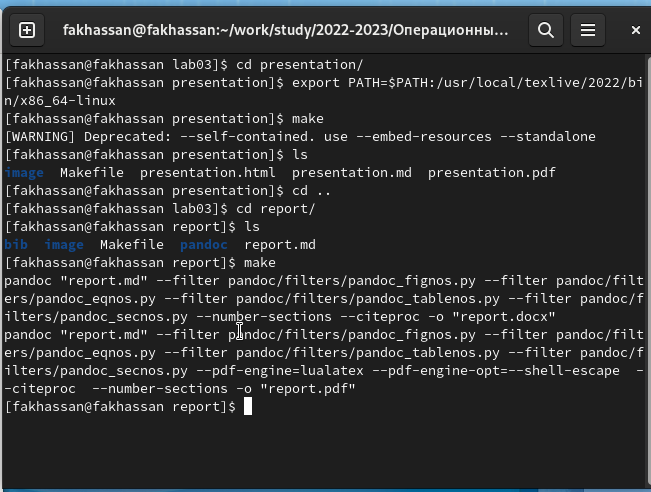 fakhassan@fakhassan:~/work/study/2022-2023/Операционны...
[fakhassan@fakhassan lab03]$ cd presentation/
[fakhassan@fakhassan presentation]$ export PATH=$PATH:/usr/local/texlive/2022/bi
n/x86_64-linux
[fakhassan@fakhassan presentation]$ make
[WARNING] Deprecated: --self-contained. use --embed-resources --standalone
[fakhassan@fakhassan presentation]$ ls
image  Makefile  presentation.html  presentation.md  presentation.pdf
[fakhassan@fakhassan presentation]$ cd ..
[fakhassan@fakhassan lab03]$ cd report/
[fakhassan@fakhassan report]$ ls
bib  image  Makefile  pandoc  report.md
[fakhassan@fakhassan report]$ make
pandoc "report.md" --filter pandoc/filters/pandoc_fignos.py --filter pandoc/filt
ers/pandoc_eqnos.py --filter pandoc/filters/pandoc_tablenos.py --filter pandoc/f
ilters/pandoc_secnos.py --number-sections --citeproc -o "report.docx"
pandoc "report.md" --filter pandoc/filters/pandoc_fignos.py --filter pandoc/filt
ers/pandoc_eqnos.py --filter pandoc/filters/pandoc_tablenos.py --filter pandoc/f
ilters/pandoc_secnos.py --pdf-engine=lualatex --pdf-engine-opt=--shell-escape  -
-citeproc  --number-sections -o "report.pdf"
[fakhassan@fakhassan report]$